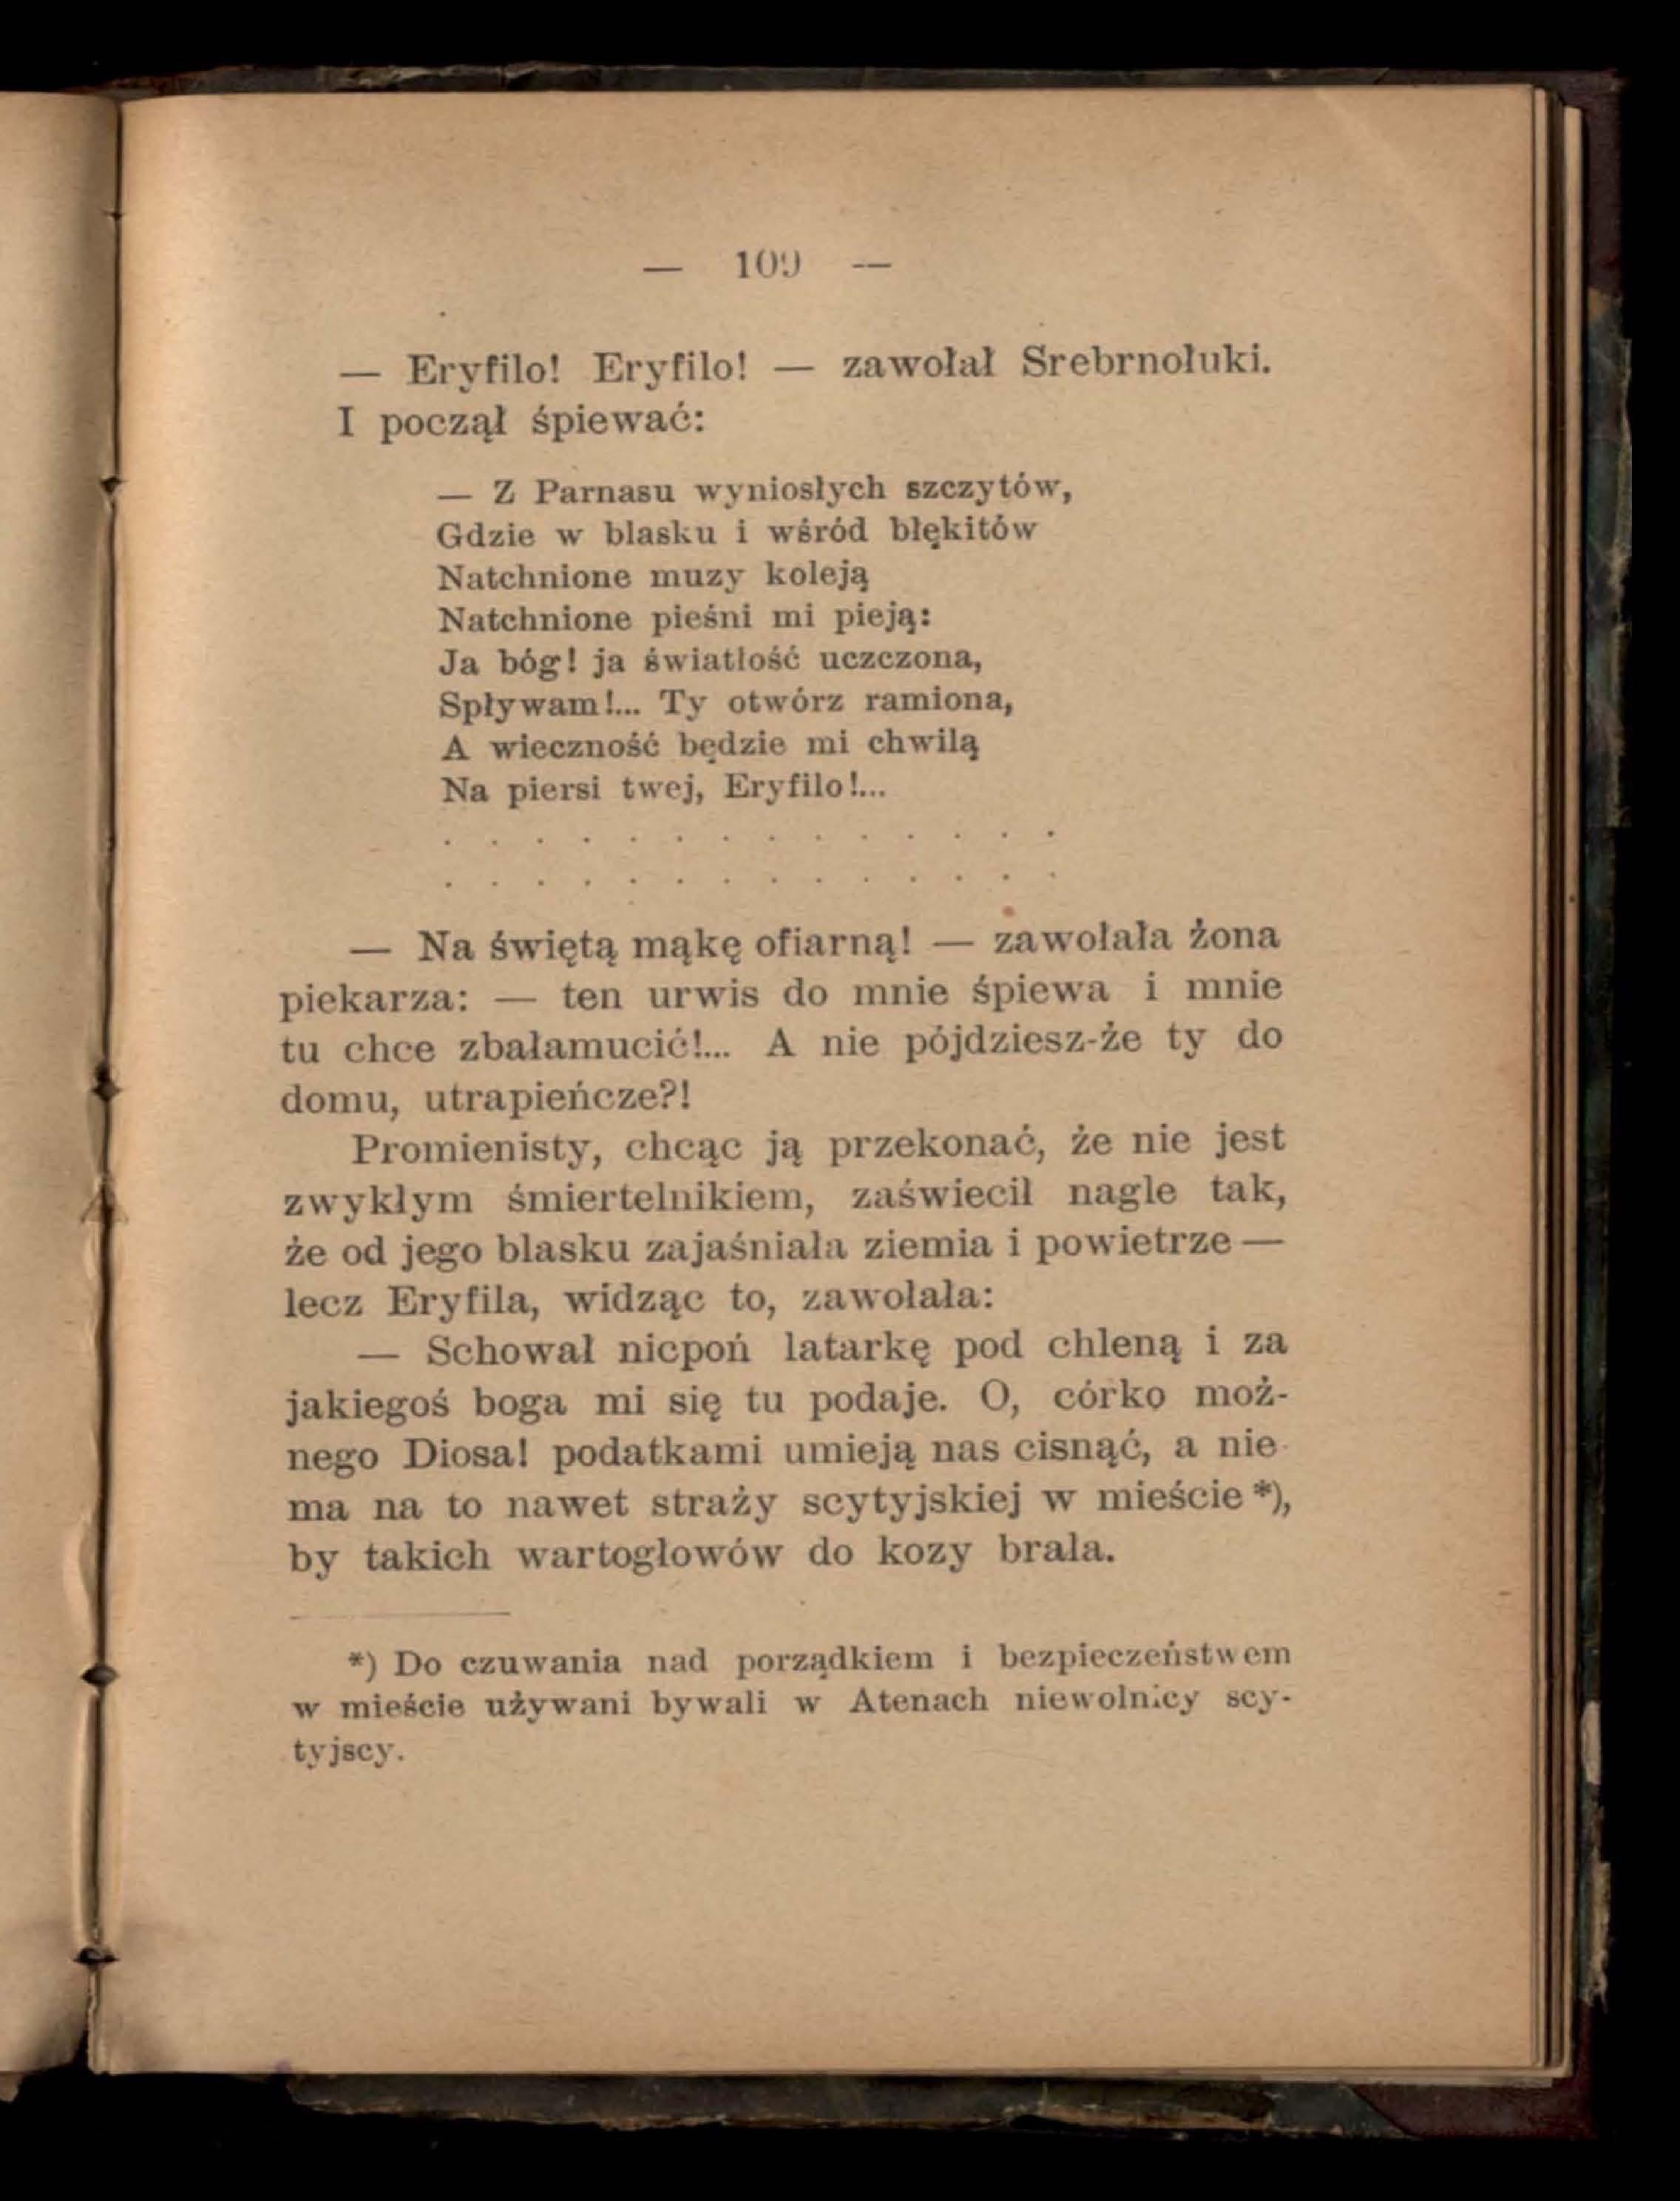 — 109 —
— Eryfilo! Eryfilo! — zawołał Srebrnołuki.
I począł śpiewać:
— Z Parnasu wyniosłych szczytów,
Gdzie w blasku i wśród błękitów
Natchnione muzy koleją
Natchnione pieśni mi pieją:
Ja bóg! ja światłość uczczona,
Spływam!... Ty otwórz ramiona,
A wieczność będzie mi chwilą
Na piersi twej, Eryfilo!...
. . . . . . . . . . . . . .
. . . . . . . . . . . . . .
— Na świętą mąkę ofiarną! — zawołała żona
piekarza: — ten urwis do mnie śpiewa i mnie
tu chce zbałamucić!... A nie pójdziesz-że ty do
domu, utrapieńcze?!
Promienisty, chcąc ją przekonać, że nie jest
zwykłym śmiertelnikiem, zaświecił nagle tak,
że od jego blasku zajaśniała ziemia i powietrze —
lecz Eryfila, widząc to, zawołała:
— Schował nicpoń latarkę pod chleną i za
jakiegoś boga mi się tu podaje. O, córko moż-
nego Diosa! podatkami umieją nas cisnąć, a nie-
ma na to nawet straży scytyjskiej w mieście *),
by takich wartogłowów do kozy brała.
*) Do czuwania nad porządkiem i bezpieczeństwem
w mieście używani bywali w Atenach niewolnicy scy-
tyjscy.